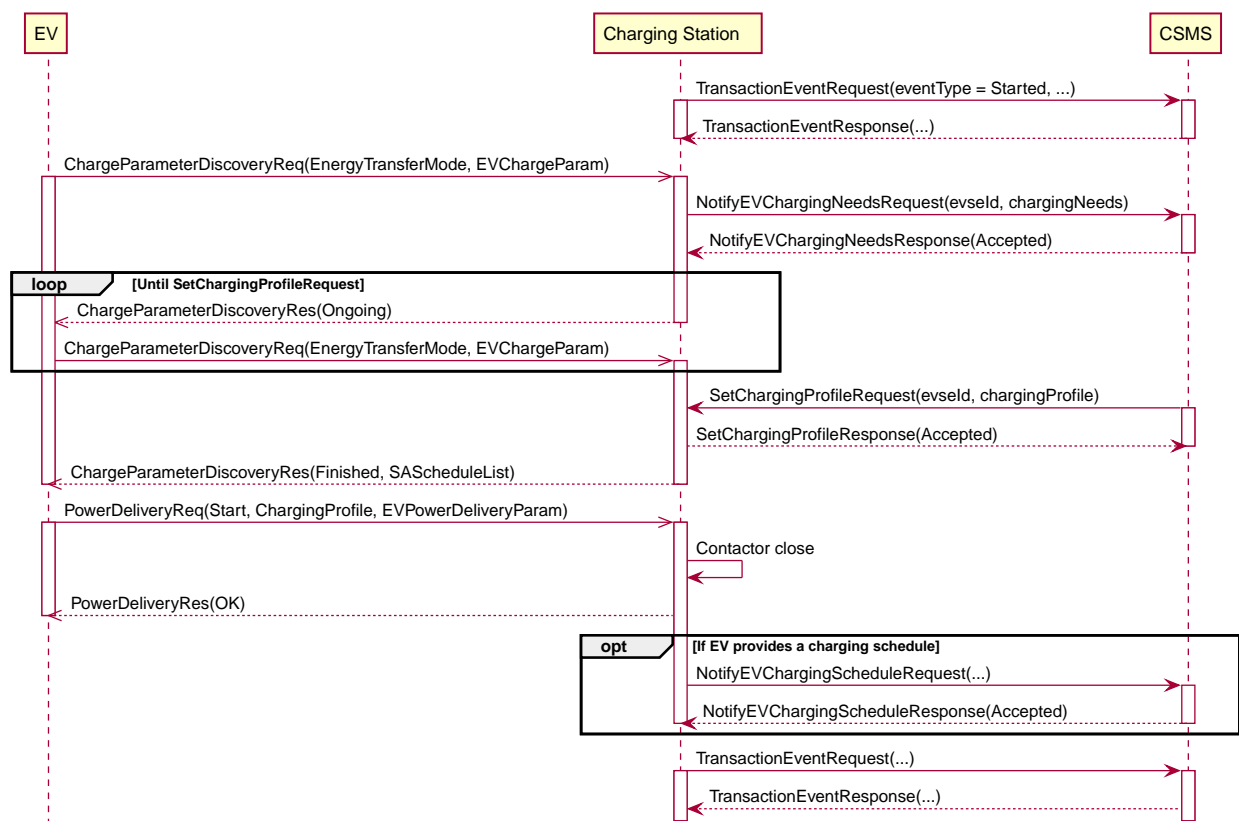 EV
Charging Station
CSMS
TransactionEventRequest(eventType = Started, ...)
TransactionEventResponse(...)
ChargeParameterDiscoveryReq(EnergyTransferMode, EVChargeParam)
NotifyEVChargingNeedsRequest(evseId, chargingNeeds)
NotifyEVChargingNeedsResponse(Accepted)
loop
[Until SetChargingProfileRequest]
ChargeParameterDiscoveryRes(Ongoing)
ChargeParameterDiscoveryReq(EnergyTransferMode, EVChargeParam)
SetChargingProfileRequest(evseId, chargingProfile)
SetChargingProfileResponse(Accepted)
ChargeParameterDiscoveryRes(Finished, SAScheduleList)
PowerDeliveryReq(Start, ChargingProfile, EVPowerDeliveryParam)
Contactor close
PowerDeliveryRes(OK)
opt
[If EV provides a charging schedule]
NotifyEVChargingScheduleRequest(...)
NotifyEVChargingScheduleResponse(Accepted)
TransactionEventRequest(...)
TransactionEventResponse(...)